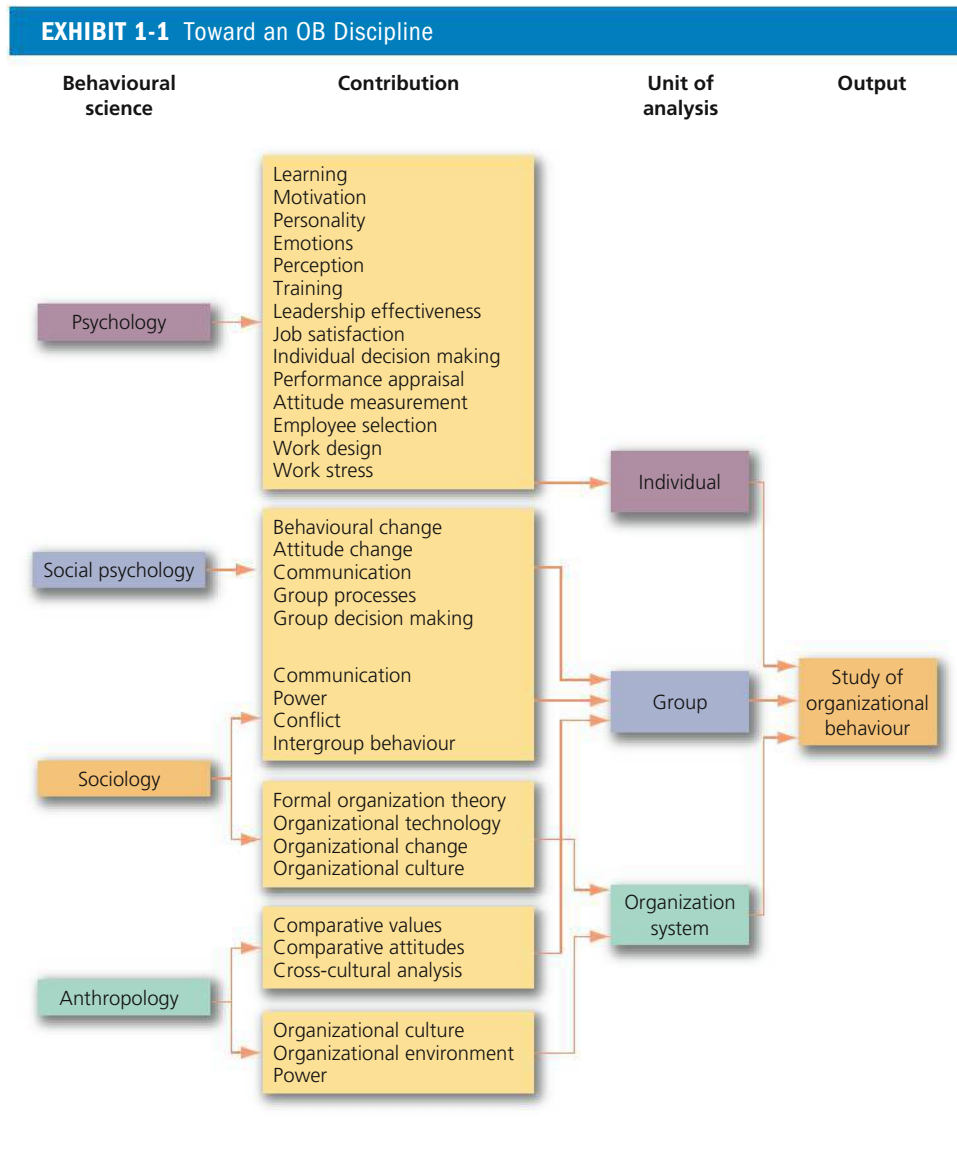 EXHIBIT 1-1 Toward an OB Discipline
Behavioural
science
Contribution
Unit of
analysis
Output
Psychology
Learning
Motivation
Personality
Emotions
Perception
Training
Leadership effectiveness
Job satisfaction
Individual decision making
Performance appraisal
Attitude measurement
Employee selection
Work design
Work stress
Individual
Social psychology
Behavioural change
Attitude change
Communication
Group processes
Group decision making
Communication
Power
Conflict
Intergroup behaviour
Group
Study of
organizational
behaviour
Sociology
Formal organization theory
Organizational technology
Organizational change
Organizational culture
Organization
system
Anthropology
Comparative values
Comparative attitudes
Cross-cultural analysis
Organizational culture
Organizational environment
Power